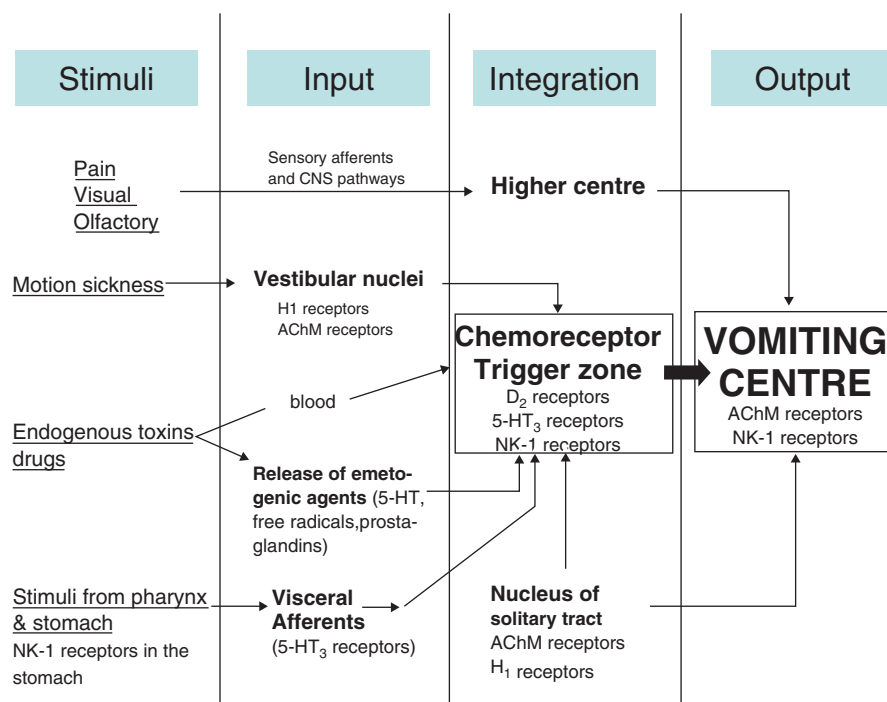 Stimuli
Input
Integration
Output
Pain
Visual
Olfactory
Sensory afferents
and CNS pathways
Higher centre
Motion sickness
Vestibular nuclei
H1 receptors
AChM receptors
Chemoreceptor
Trigger zone
D2 receptors
5-HT3 receptors
NK-1 receptors
VOMITING
CENTRE
AChM receptors
NK-1 receptors
blood
Endogenous toxins
drugs
Release of emeto-
genic agents (5-HT,
free radicals,prosta-
glandins)
Stimuli from pharynx
& stomach
NK-1 receptors in the
stomach
Visceral
Afferents
(5-HT3 receptors)
Nucleus of
solitary tract
AChM receptors
H1 receptors